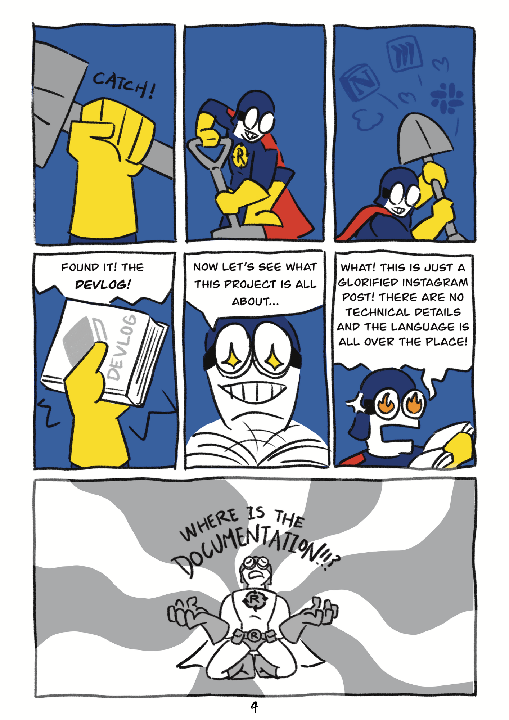 CATCH!
R
N
FOUND IT! THE
DEVLOG!
DEVLOG
NOW LET'S SEE WHAT
THIS PROJECT IS ALL
ABOUT...
WHAT! THIS IS JUST A
GLORIFIED INSTAGRAM
POST! THERE ARE NO
TECHNICAL DETAILS
AND THE LANGUAGE IS
ALL OVER THE PLACE!
WHERE IS THE
DOCUMENTATION!!!?
R
R
4